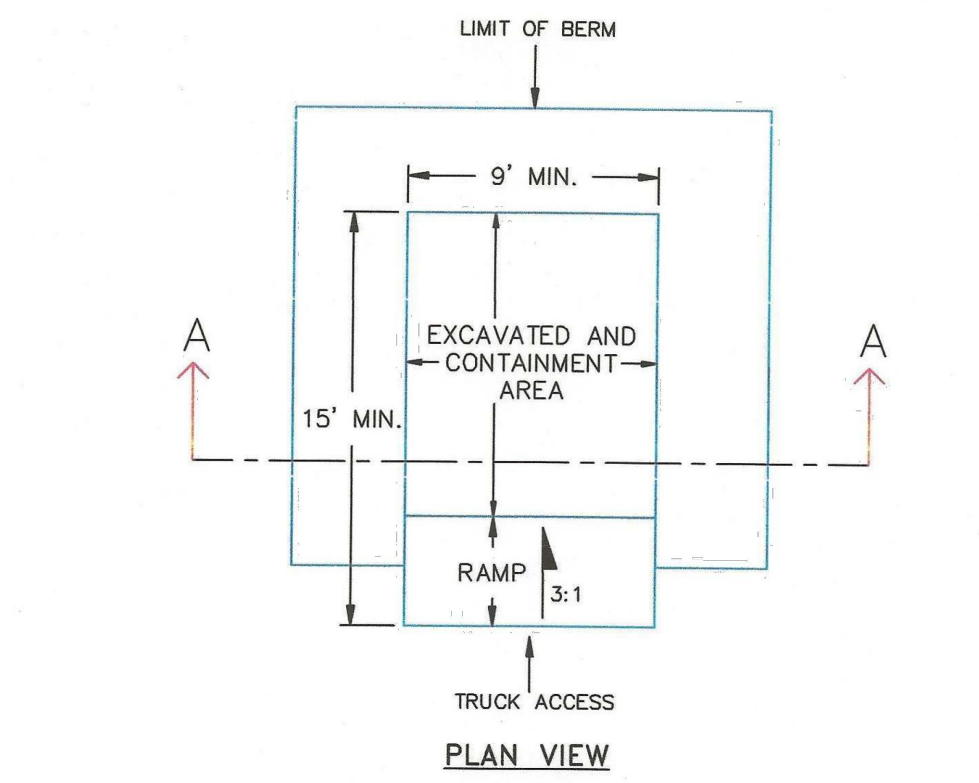 LIMIT OF BERM
9' MIN.
A
A
EXCAVATED AND
CONTAINMENT
AREA
15' MIN.
RAMP
3:1
TRUCK ACCESS
PLAN VIEW